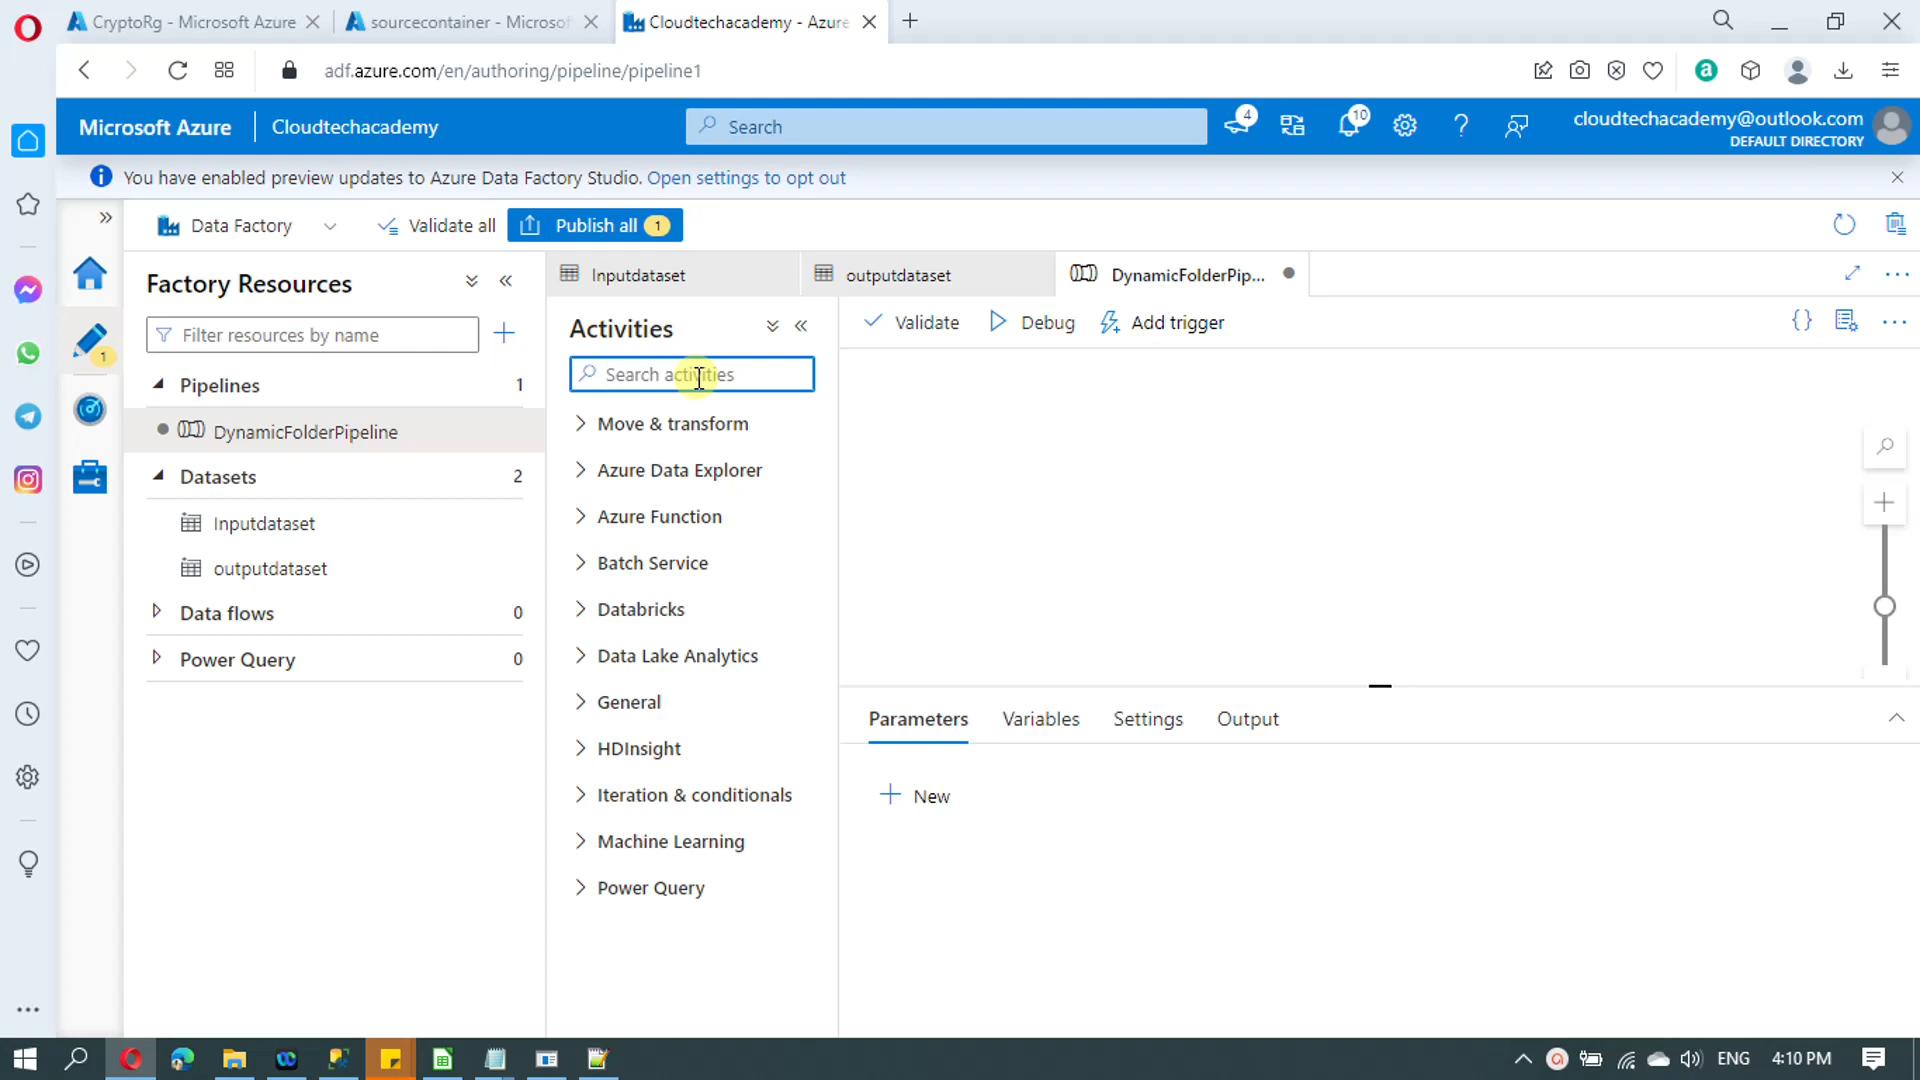 CryptoRg - Microsoft Azure
sourcecontainer - Microsof
Cloudtechacademy - Azure
adf.azure.com/en/authoring/pipeline/pipeline1
a
Microsoft Azure
Cloudtechacademy
Search
4
10
?
cloudtechacademy@outlook.com
DEFAULT DIRECTORY
You have enabled preview updates to Azure Data Factory Studio. Open settings to opt out
Data Factory
Validate all
Publish all 1
Factory Resources
Inputdataset
outputdataset
DynamicFolderPip...
Filter resources by name
1
Activities
Validate
Debug
Add trigger
Search activities
Pipelines 1
DynamicFolderPipeline
Datasets 2
Inputdataset
outputdataset
Data flows 0
Power Query 0
Move & transform
Azure Data Explorer
Azure Function
Batch Service
Databricks
Data Lake Analytics
General
HDInsight
Iteration & conditionals
Machine Learning
Power Query
Parameters
Variables
Settings
Output
New
ENG
4:10 PM